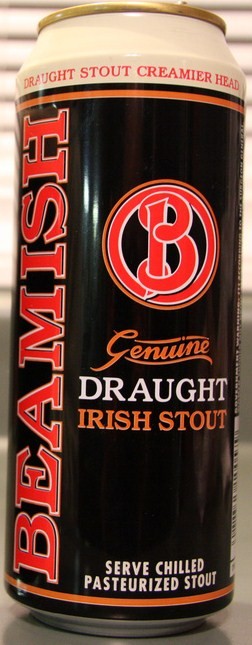 DRAUGHT STOUT CREAMIER HEAD
BEAMISH
B
Genuine
DRAUGHT
IRISH STOUT
SERVE CHILLED
PASTEURIZED STOUT